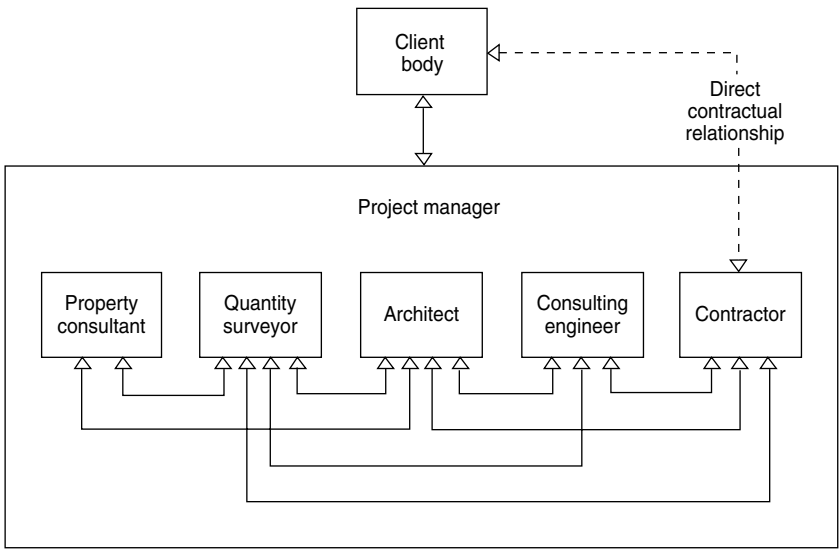 Client
body
Direct
contractual
relationship
Project manager
Property
consultant
Quantity
surveyor
Architect
Consulting
engineer
Contractor